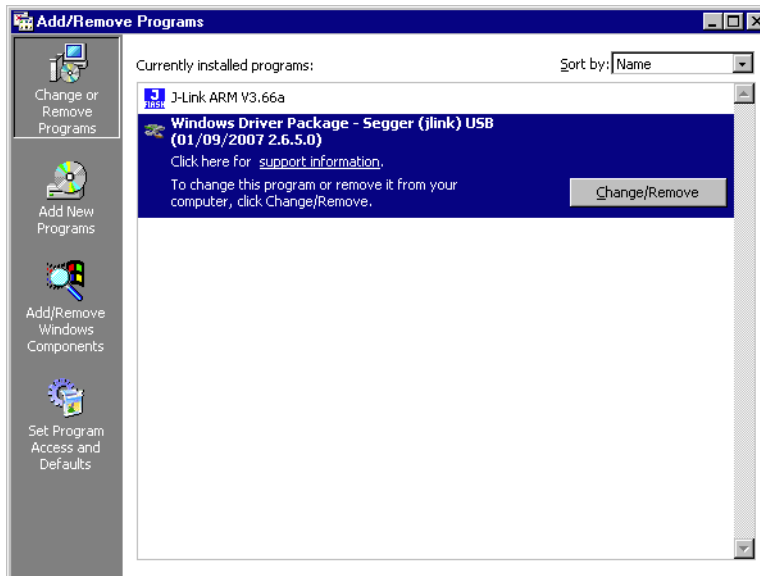 Add/Remove Programs
Change or
Remove
Programs
Add New
Programs
Add/Remove
Windows
Components
Set Program
Access and
Defaults
Currently installed programs:
Sort by: Name
J FLASH
J-Link ARM V3.66a
Windows Driver Package - Segger (jlink) USB
(01/09/2007 2.6.5.0)
Click here for support information.
To change this program or remove it from your
computer, click Change/Remove.
Change/Remove